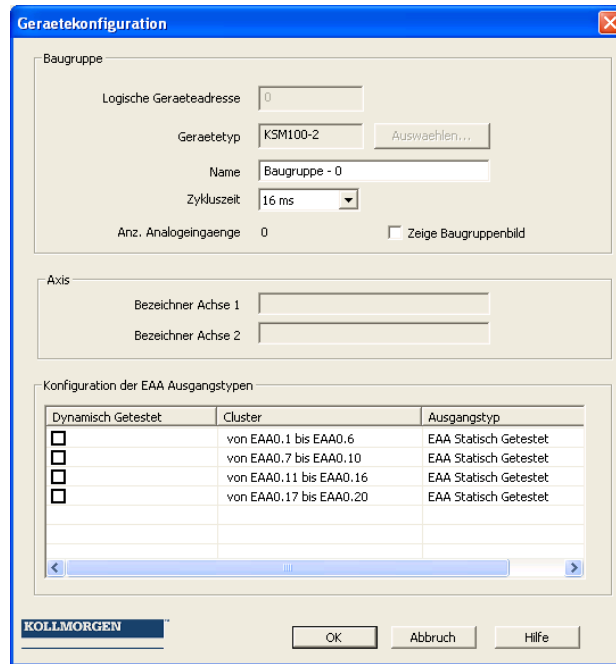 Geraetekonfiguration
Baugruppe
Logische Geraeteadresse 0
Geraetetyp KSM100-2 Auswaehlen...
Name Baugruppe - 0
Zykluszeit 16 ms
Anz. Analogeingaenge 0 Zeige Baugruppenbild
Axis
Bezeichner Achse 1
Bezeichner Achse 2
Konfiguration der EAA Ausgangstypen
Dynamisch Getestet Cluster Ausgangstyp
von EAA0.1 bis EAA0.6 EAA Statisch Getestet
von EAA0.7 bis EAA0.10 EAA Statisch Getestet
von EAA0.11 bis EAA0.16 EAA Statisch Getestet
von EAA0.17 bis EAA0.20 EAA Statisch Getestet
KOLLMORGEN™ OK Abbruch Hilfe